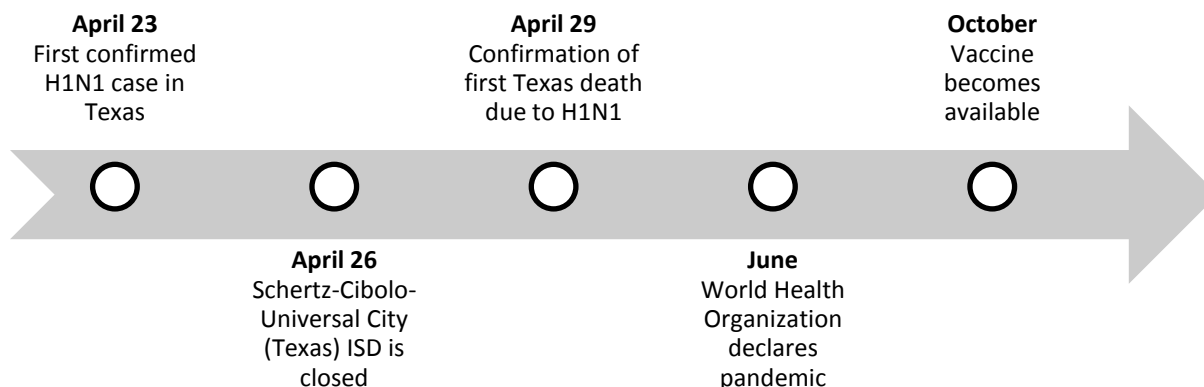 April 23
First confirmed
H1N1 case in
Texas
April 26
Schertz-Cibolo-
Universal City
(Texas) ISD is
closed
April 29
Confirmation of
first Texas death
due to H1N1
June
World Health
Organization
declares
pandemic
October
Vaccine
becomes
available